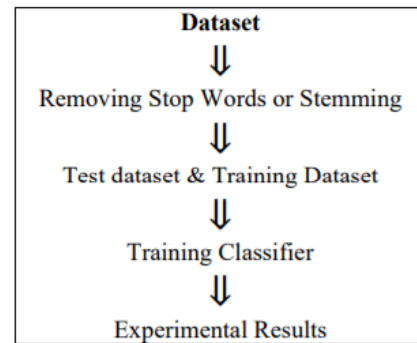 Dataset
⇓
Removing Stop Words or Stemming
⇓
Test dataset & Training Dataset
⇓
Training Classifier
⇓
Experimental Results